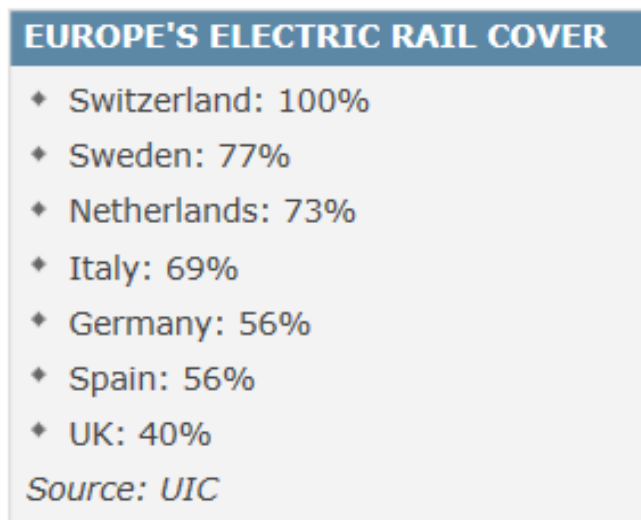 EUROPE'S ELECTRIC RAIL COVER
Switzerland: 100%
Sweden: 77%
Netherlands: 73%
Italy: 69%
Germany: 56%
Spain: 56%
UK: 40%
Source: UIC